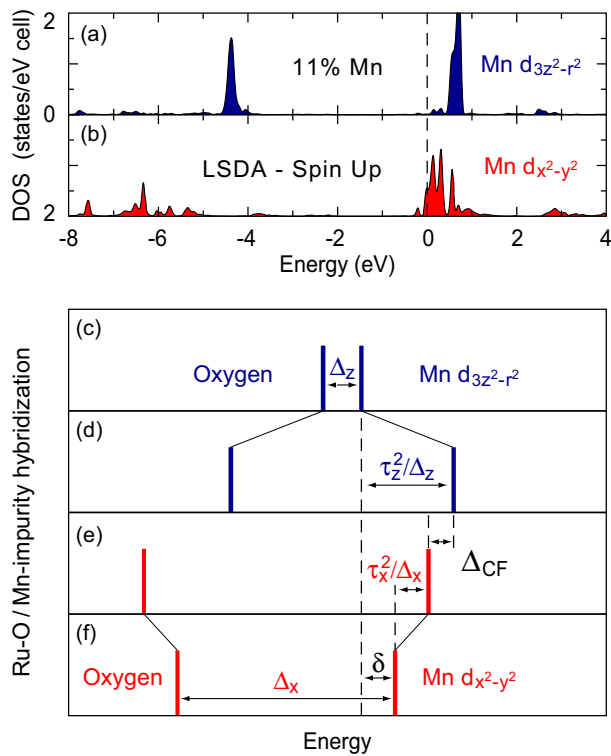 (a)
11% Mn
Mn d3z²-r²
2
0
(b)
LSDA - Spin Up
Mn dx²-y²
2
DOS (states/eV cell)
-8 -6 -4 -2 0 2 4
Energy (eV)
(c)
Oxygen
Δz
Mn d3z²-r²
(d)
τz²/Δz
(e)
τx²/Δx
ΔCF
(f)
Oxygen
Δx
δ
Mn dx²-y²
Ru-O / Mn-impurity hybridization
Energy